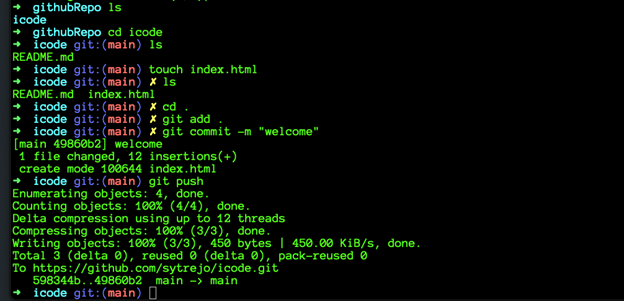 ➜  githubRepo ls
icode
➜  githubRepo cd icode
➜  icode git:(main) ls
README.md
➜  icode git:(main) touch index.html
➜  icode git:(main) ✗ ls
README.md  index.html
➜  icode git:(main) ✗ cd .
➜  icode git:(main) ✗ git add .
➜  icode git:(main) ✗ git commit -m "welcome"
[main 49860b2] welcome
 1 file changed, 12 insertions(+)
 create mode 100644 index.html
➜  icode git:(main) git push
Enumerating objects: 4, done.
Counting objects: 100% (4/4), done.
Delta compression using up to 12 threads
Compressing objects: 100% (3/3), done.
Writing objects: 100% (3/3), 450 bytes | 450.00 KiB/s, done.
Total 3 (delta 0), reused 0 (delta 0), pack-reused 0
To https://github.com/sytrejo/icode.git
   598344b..49860b2  main -> main
➜  icode git:(main)